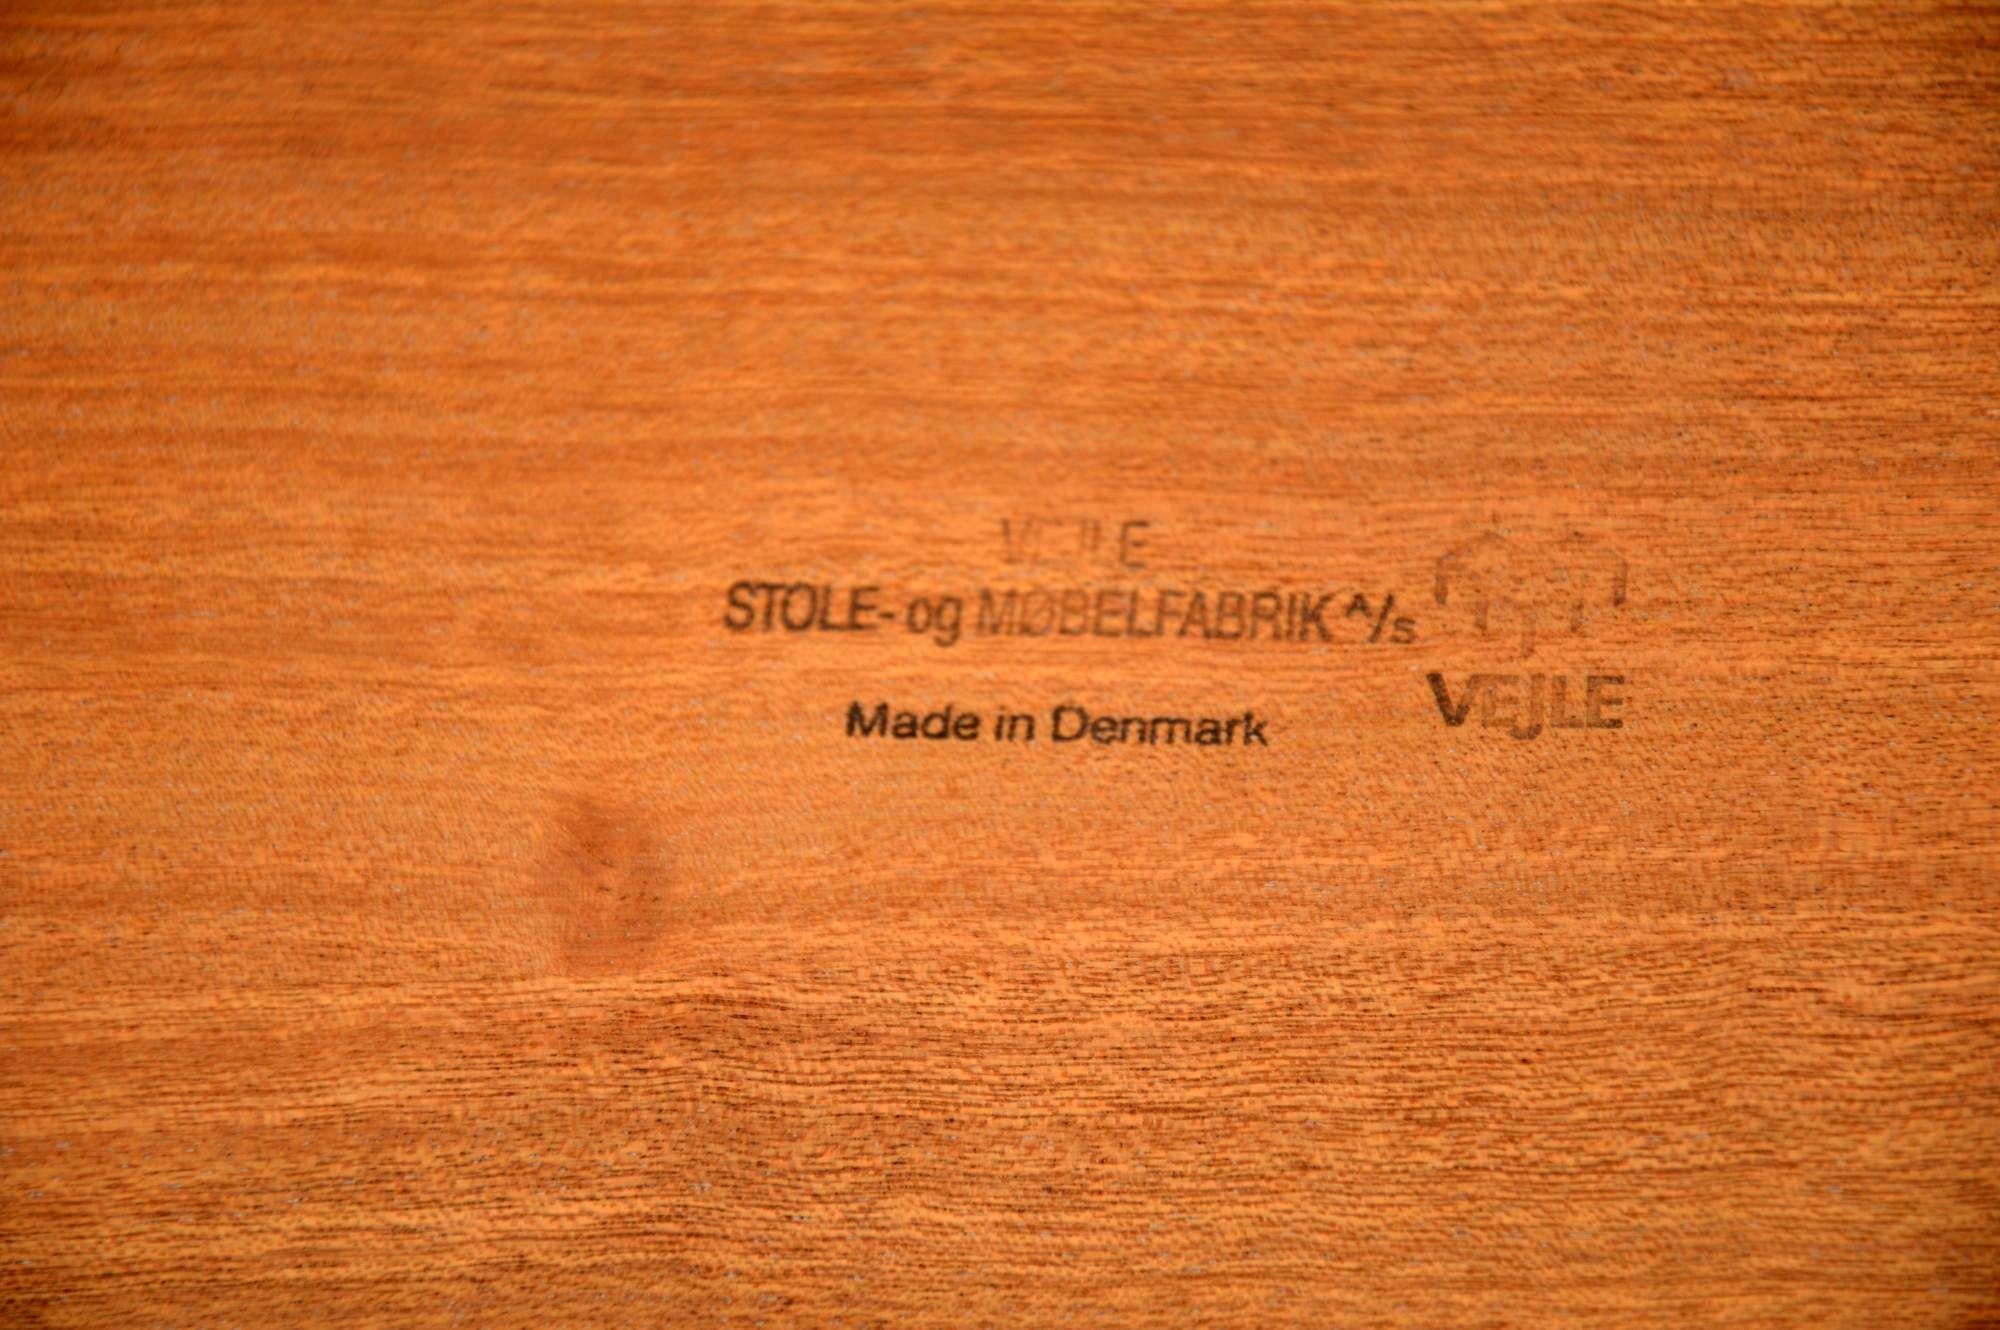 VEJLE
STOLE- og MØBELFABRIK A/S
Made in Denmark
VEJLE